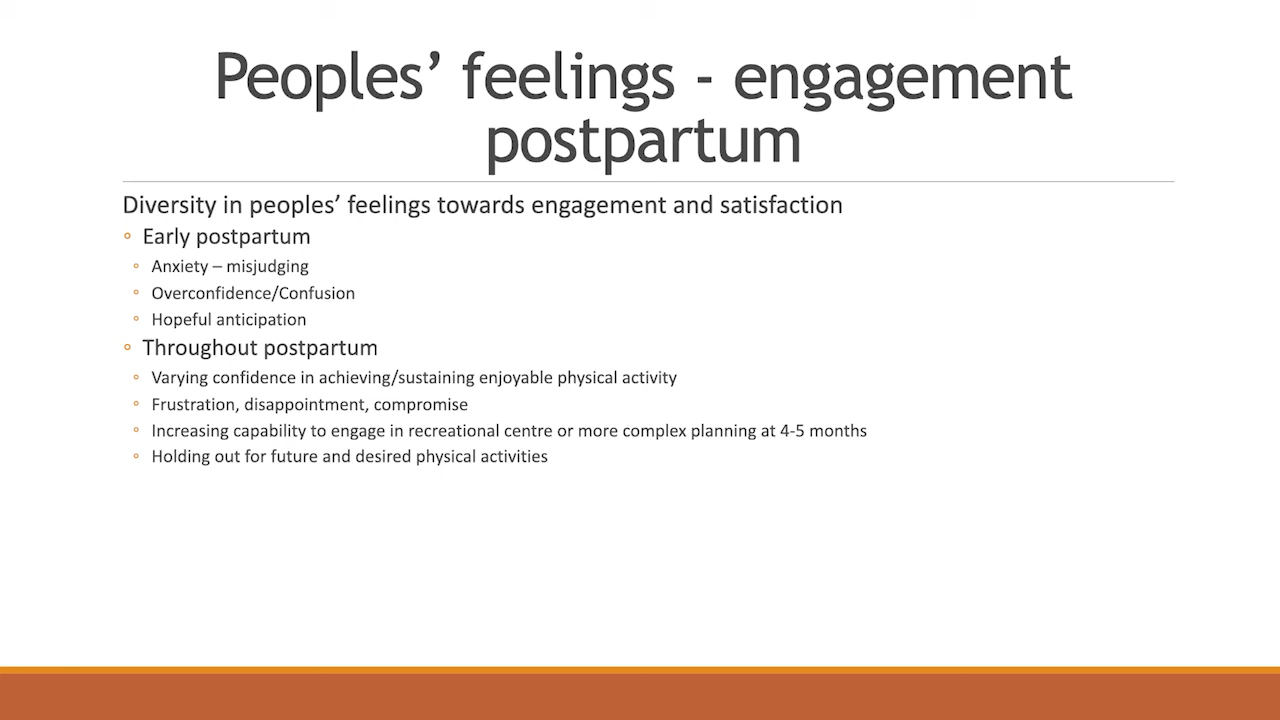 Peoples’ feelings - engagement
postpartum
Diversity in peoples’ feelings towards engagement and satisfaction
◦ Early postpartum
◦ Anxiety – misjudging
◦ Overconfidence/Confusion
◦ Hopeful anticipation
◦ Throughout postpartum
◦ Varying confidence in achieving/sustaining enjoyable physical activity
◦ Frustration, disappointment, compromise
◦ Increasing capability to engage in recreational centre or more complex planning at 4-5 months
◦ Holding out for future and desired physical activities